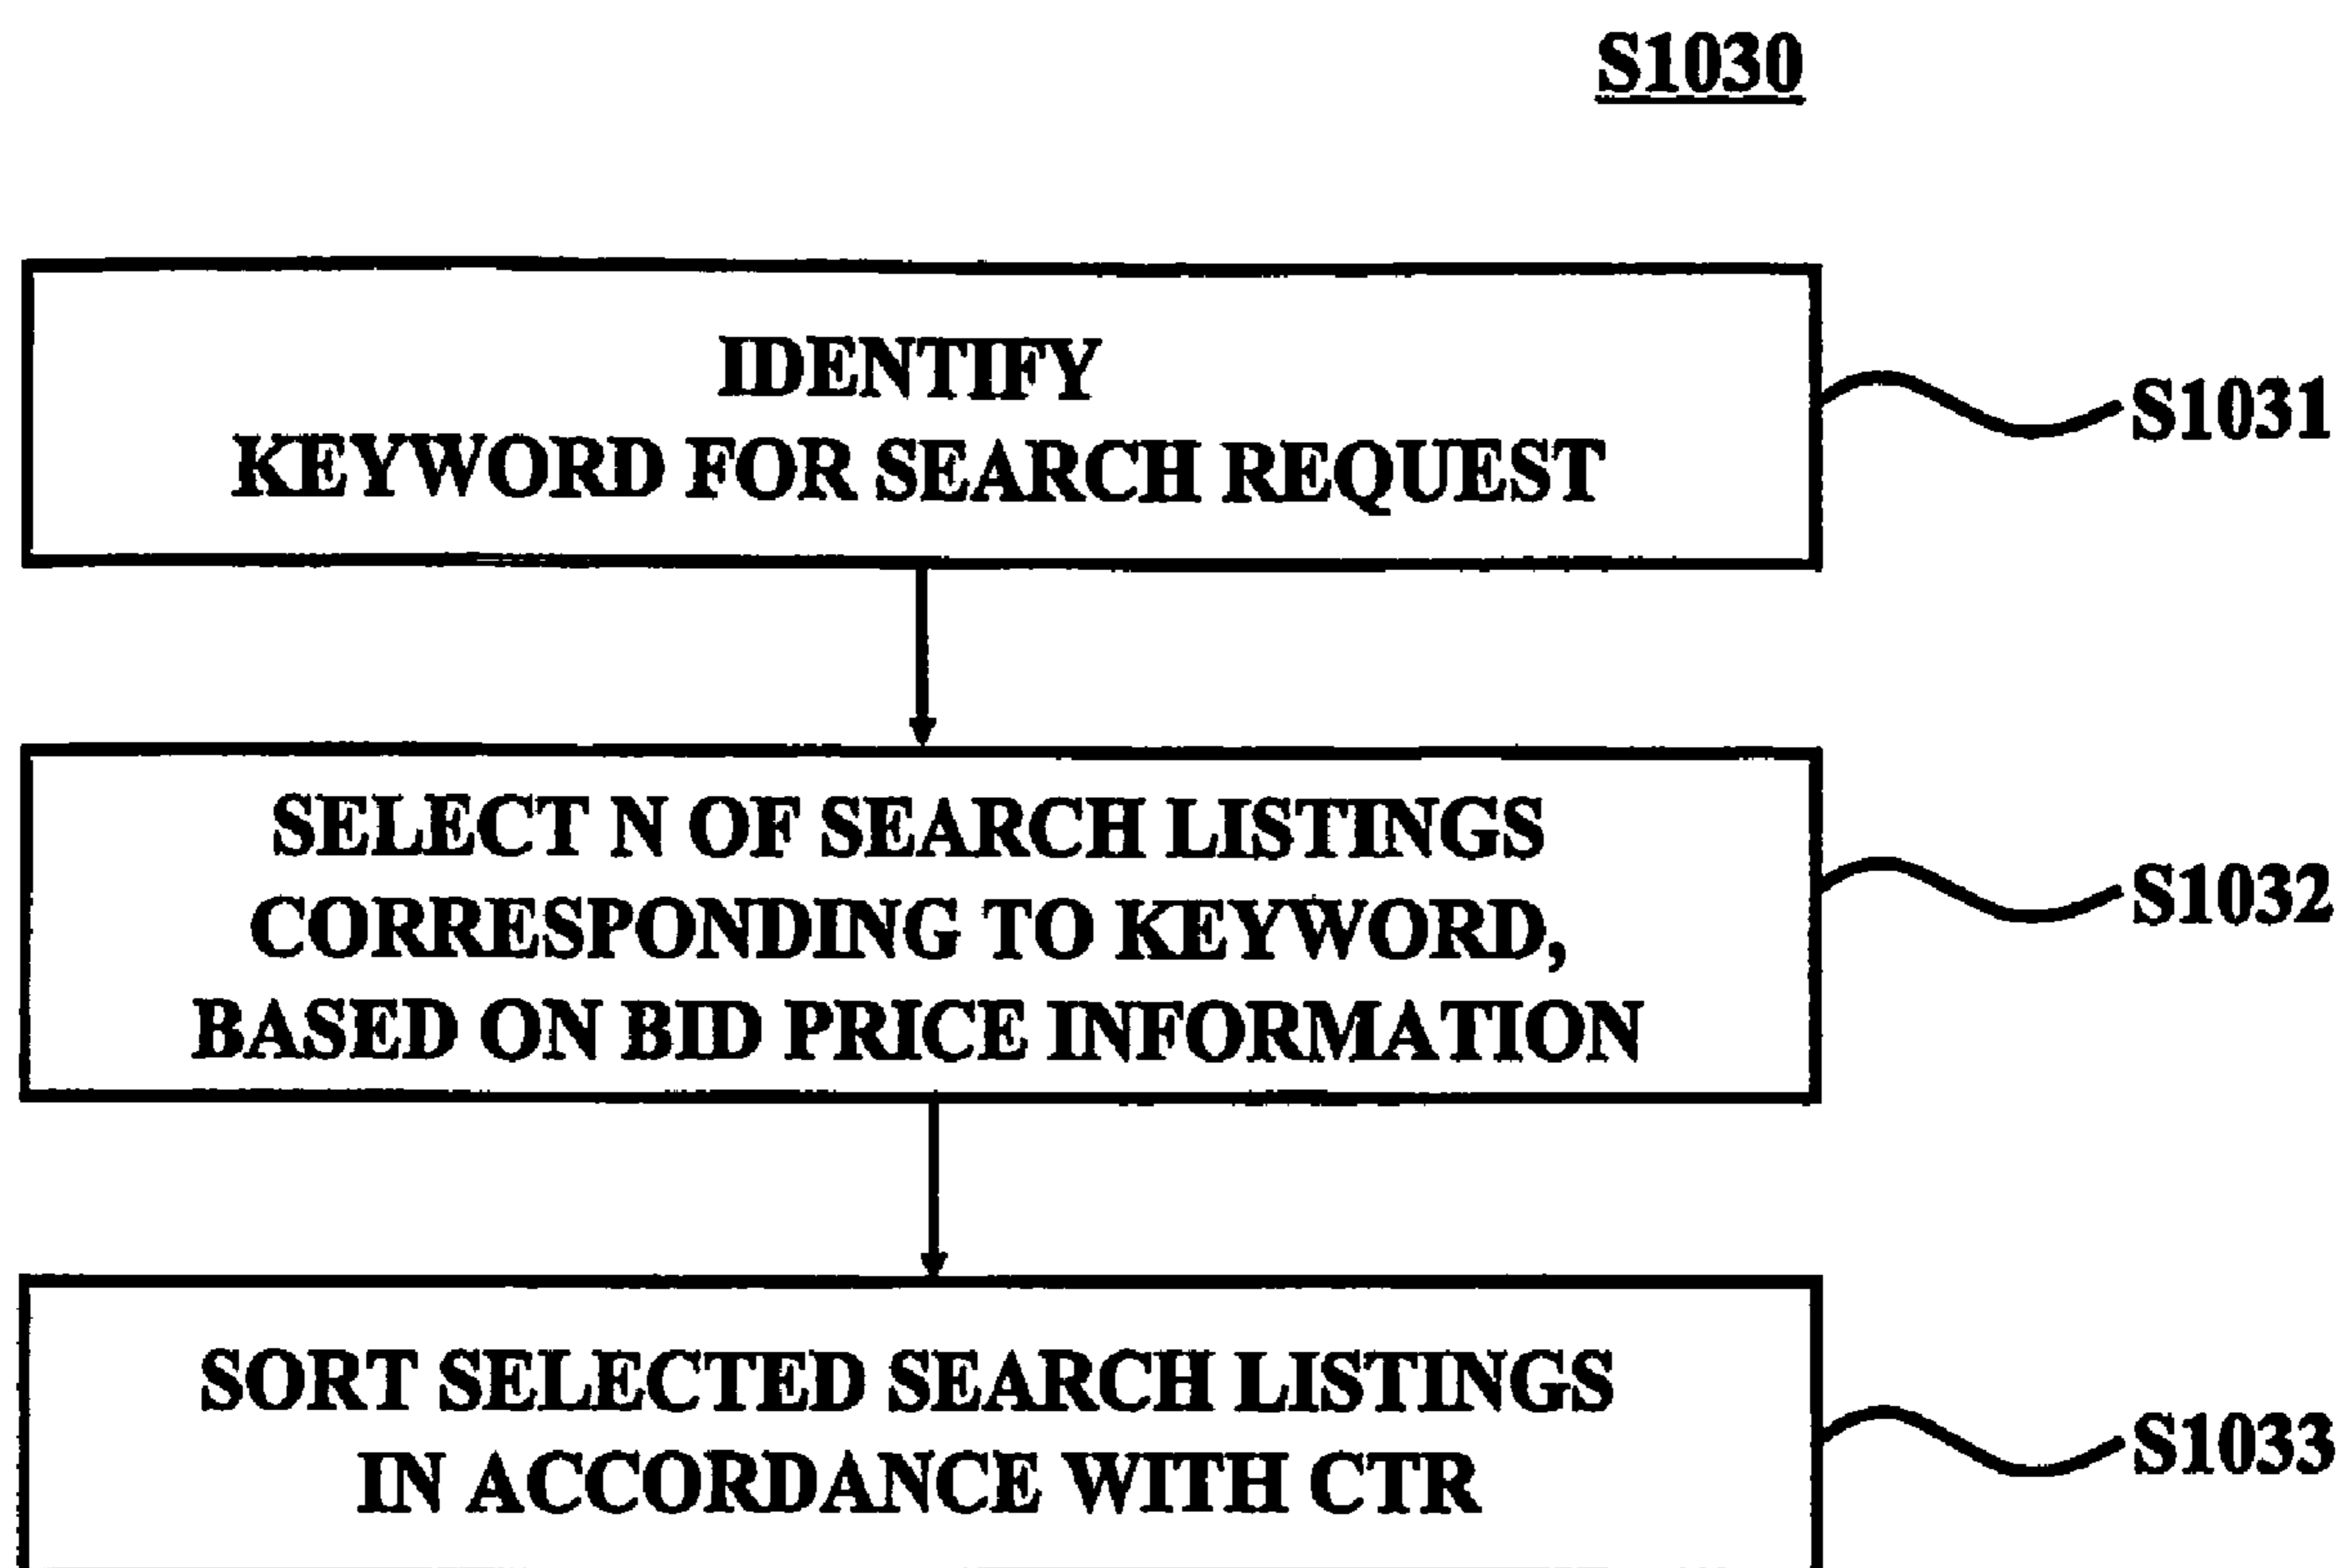 S1030
IDENTIFY
KEYWORD FOR SEARCH REQUEST
S1031
SELECT N OF SEARCH LISTINGS
CORRESPONDING TO KEYWORD,
BASED ON BID PRICE INFORMATION
S1032
SORT SELECTED SEARCH LISTINGS
IN ACCORDANCE WITH CTR
S1033